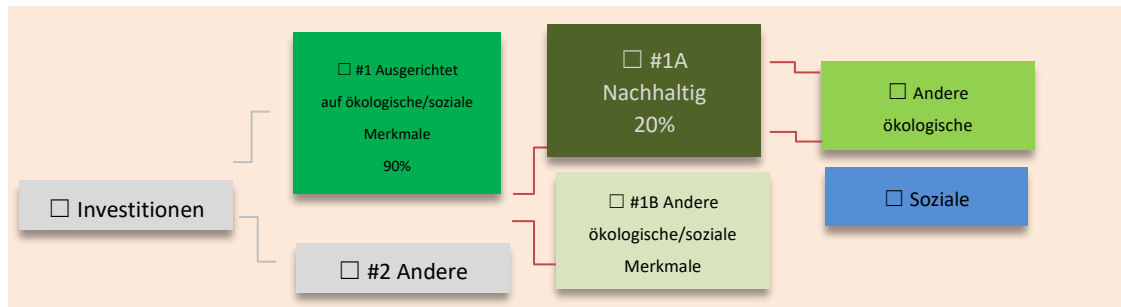 ☐ Investitionen
☐ #1 Ausgerichtet
auf ökologische/soziale
Merkmale
90%
☐ #2 Andere
☐ #1A
Nachhaltig
20%
☐ #1B Andere
ökologische/soziale
Merkmale
☐ Andere
ökologische
☐ Soziale